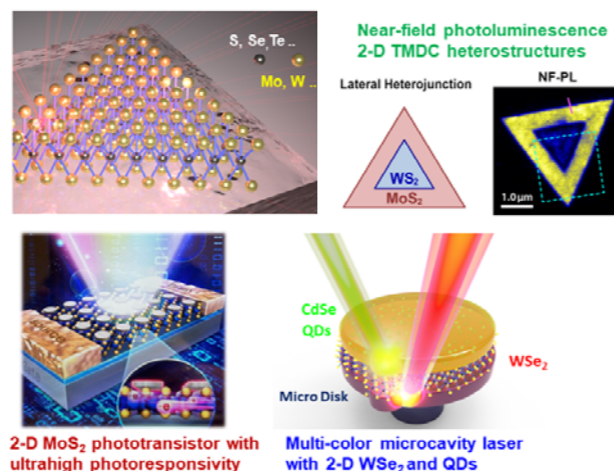 S, Se,Te ..
Mo, W ..
Near-field photoluminescence
2-D TMDC heterostructures
Lateral Heterojunction
NF-PL
WS₂
MoS₂
1.0μm
CdSe
QDs
WSe₂
Micro Disk
2-D MoS₂ phototransistor with
ultrahigh photoresponsivity
Multi-color microcavity laser
with 2-D WSe₂ and QDs